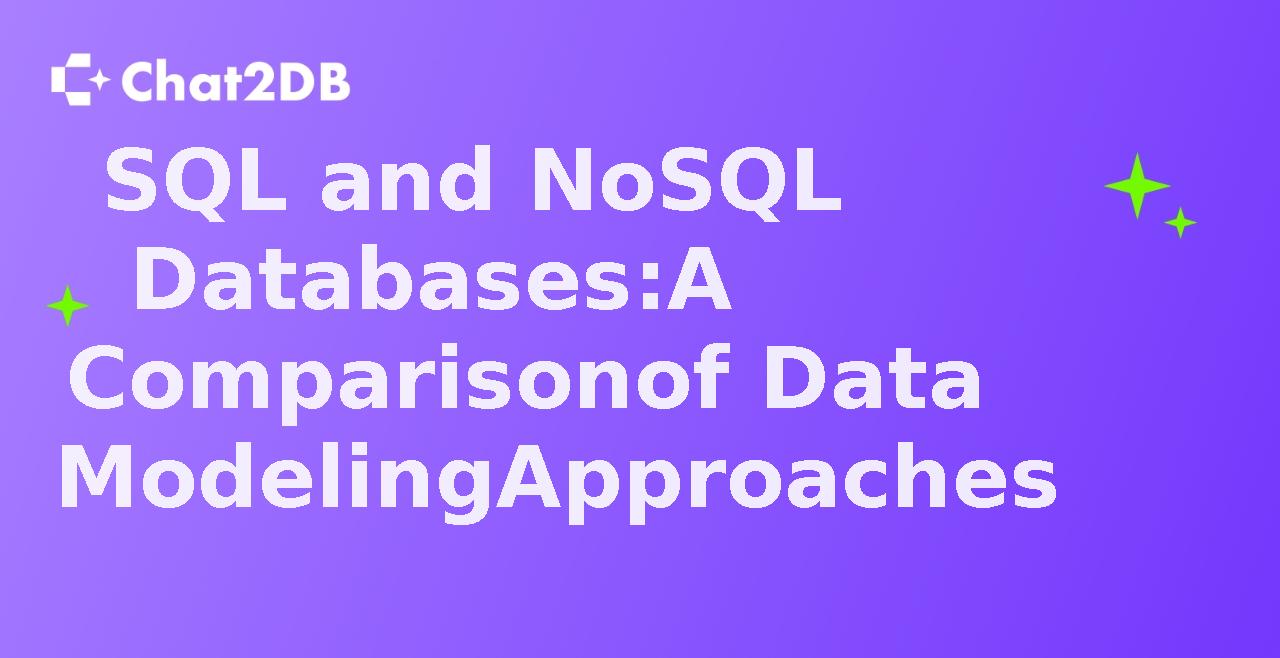 Chat2DB
SQL and NoSQL
Databases:A
Comparisonof Data
ModelingApproaches